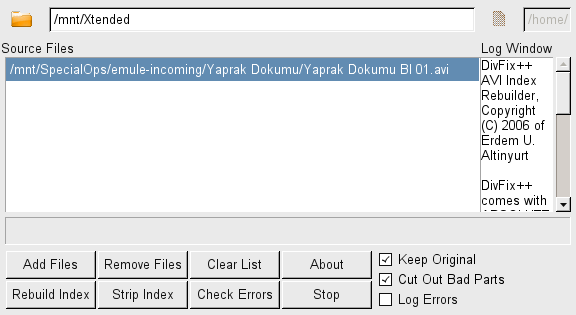 /mnt/Xtended
/home/
Source Files
Log Window
/mnt/SpecialOps/emule-incoming/Yaprak Dokumu/Yaprak Dokumu Bl 01.avi
DivFix++
AVI Index
Rebuilder,
Copyright
(C) 2006 of
Erdem U.
Altinyurt
DivFix++
comes with
Add Files
Remove Files
Clear List
About
Keep Original
Cut Out Bad Parts
Rebuild Index
Strip Index
Check Errors
Stop
Log Errors